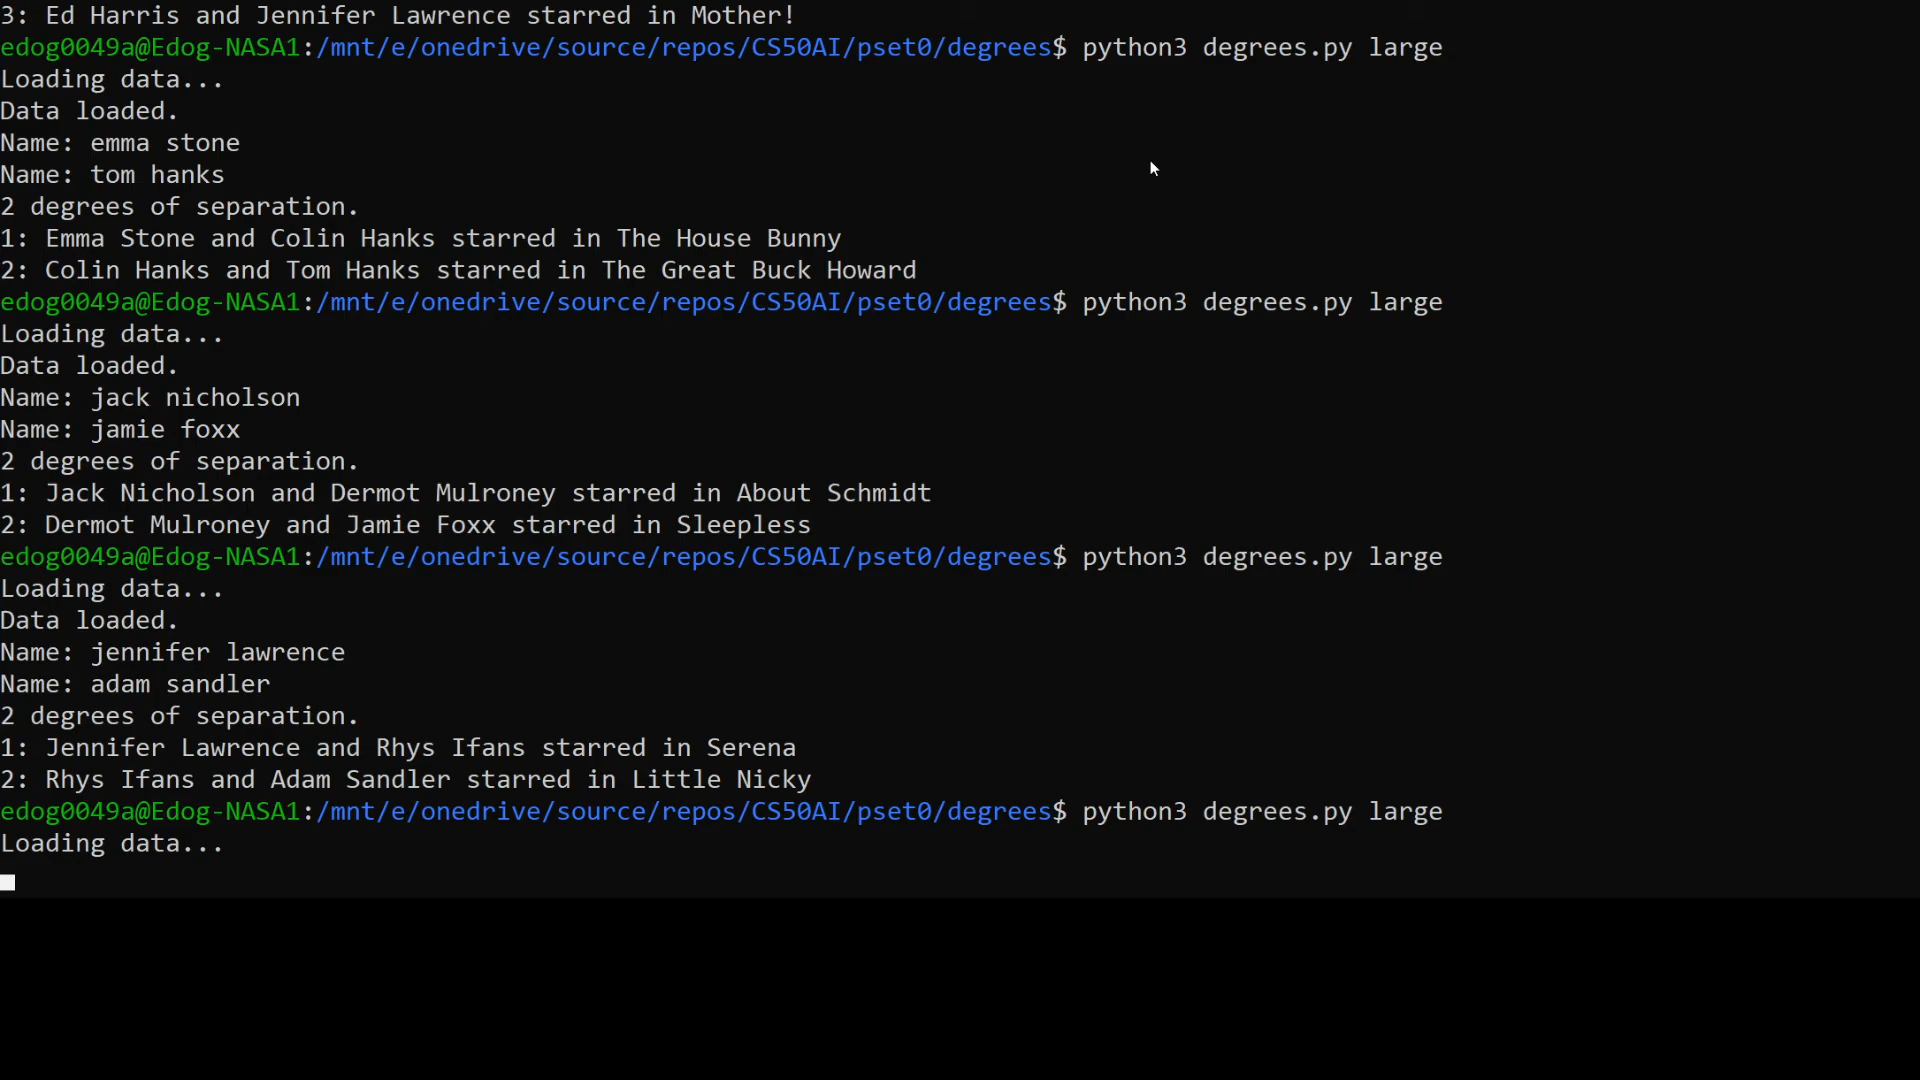 3: Ed Harris and Jennifer Lawrence starred in Mother!
edog0049a@Edog-NASA1:/mnt/e/onedrive/source/repos/CS50AI/pset0/degrees$ python3 degrees.py large
Loading data...
Data loaded.
Name: emma stone
Name: tom hanks
2 degrees of separation.
1: Emma Stone and Colin Hanks starred in The House Bunny
2: Colin Hanks and Tom Hanks starred in The Great Buck Howard
edog0049a@Edog-NASA1:/mnt/e/onedrive/source/repos/CS50AI/pset0/degrees$ python3 degrees.py large
Loading data...
Data loaded.
Name: jack nicholson
Name: jamie foxx
2 degrees of separation.
1: Jack Nicholson and Dermot Mulroney starred in About Schmidt
2: Dermot Mulroney and Jamie Foxx starred in Sleepless
edog0049a@Edog-NASA1:/mnt/e/onedrive/source/repos/CS50AI/pset0/degrees$ python3 degrees.py large
Loading data...
Data loaded.
Name: jennifer lawrence
Name: adam sandler
2 degrees of separation.
1: Jennifer Lawrence and Rhys Ifans starred in Serena
2: Rhys Ifans and Adam Sandler starred in Little Nicky
edog0049a@Edog-NASA1:/mnt/e/onedrive/source/repos/CS50AI/pset0/degrees$ python3 degrees.py large
Loading data...